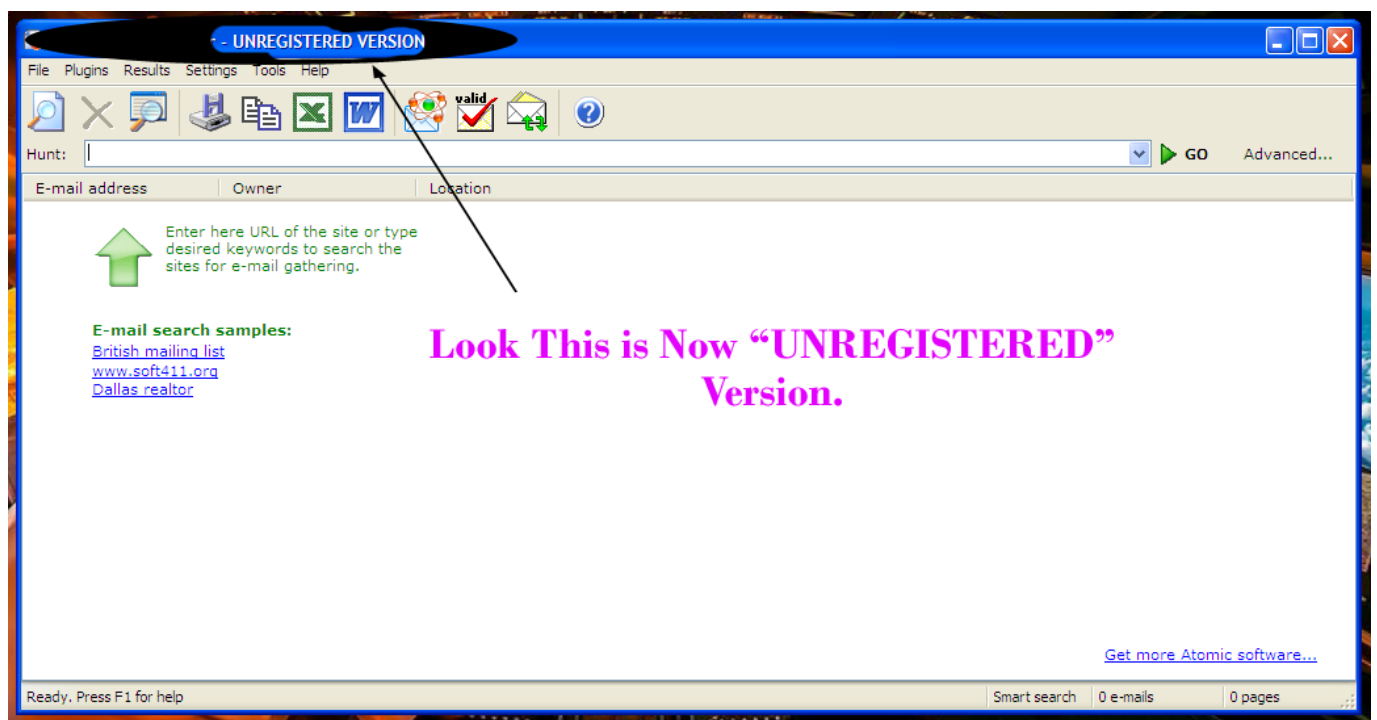 - UNREGISTERED VERSION
File Plugins Results Settings Tools Help
valid
Hunt: GO Advanced...
E-mail address Owner Location
Enter here URL of the site or type
desired keywords to search the
sites for e-mail gathering.
E-mail search samples:
British mailing list
www.soft411.org
Dallas realtor
Look This is Now “UNREGISTERED”
Version.
Get more Atomic software...
Ready. Press F1 for help Smart search 0 e-mails 0 pages